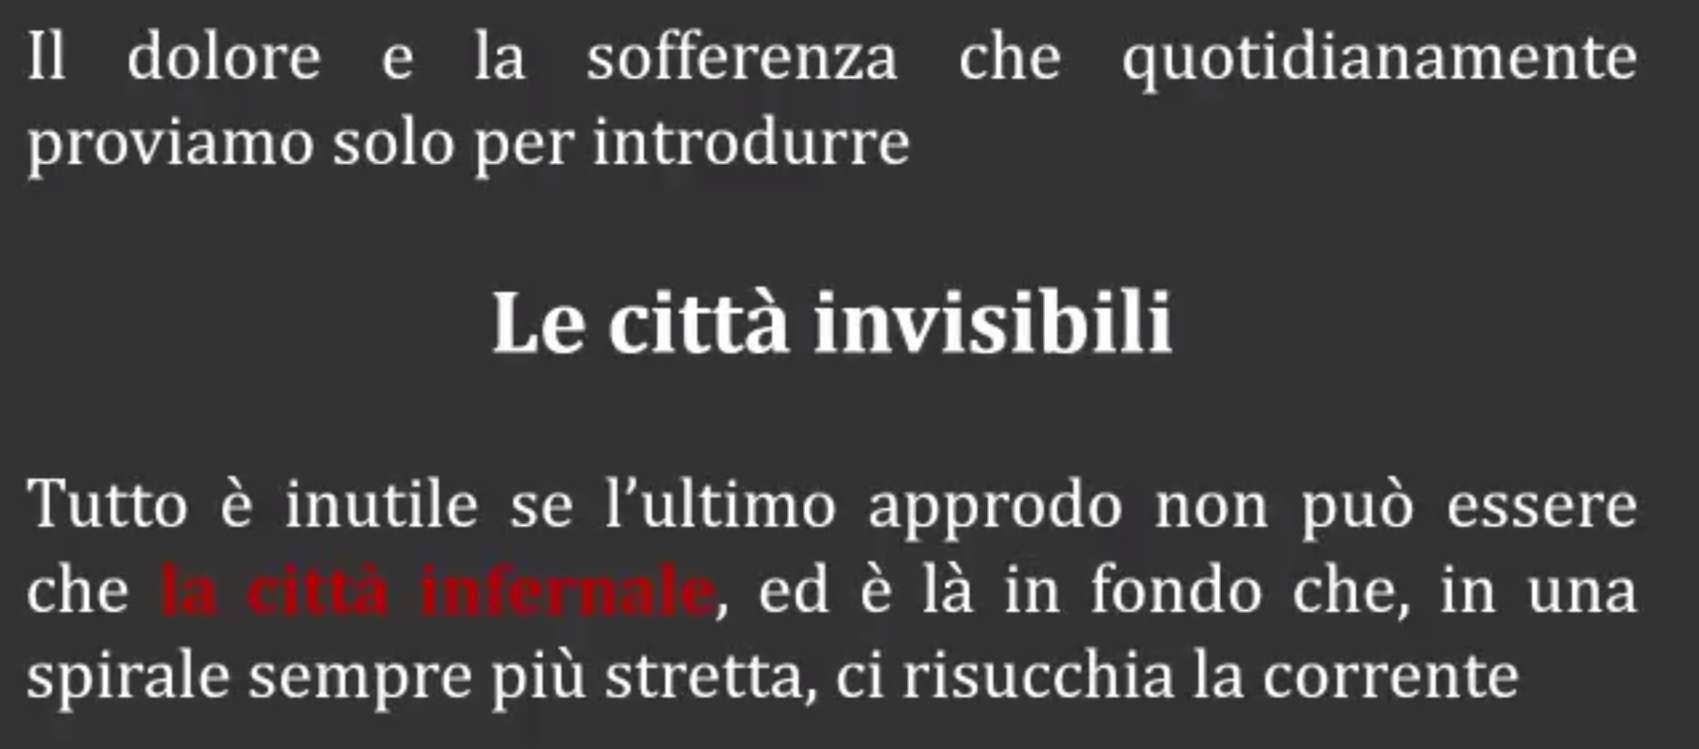 Il dolore e la sofferenza che quotidianamente
proviamo solo per introdurre
Le città invisibili
Tutto è inutile se l’ultimo approdo non può essere
che la città infernale, ed è là in fondo che, in una
spirale sempre più stretta, ci risucchia la corrente